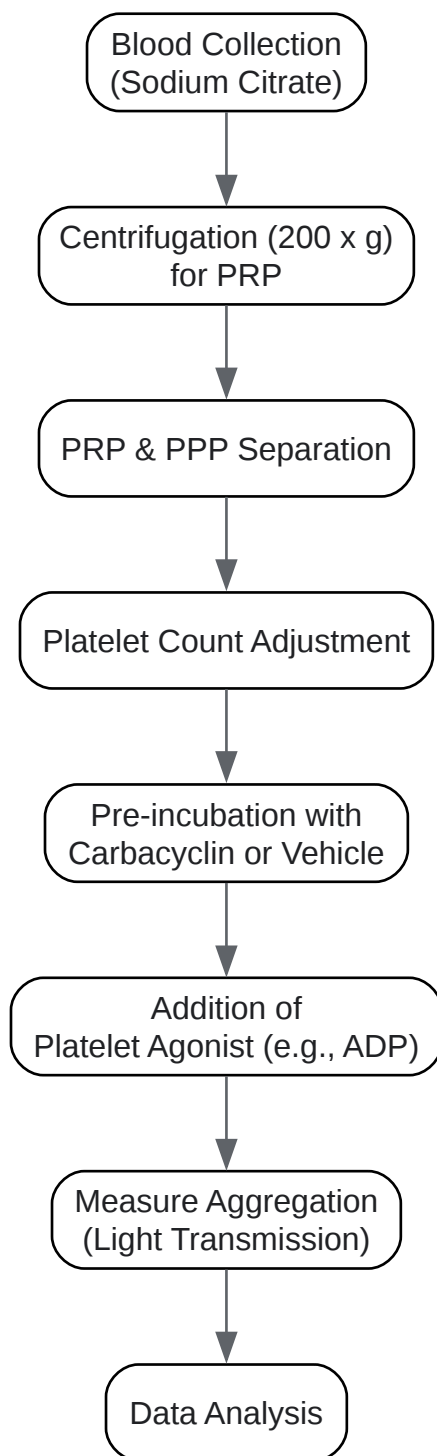 Blood Collection
(Sodium Citrate)
Centrifugation (200 x g)
for PRP
PRP & PPP Separation
Platelet Count Adjustment
Pre-incubation with
Carbacyclin or Vehicle
Addition of
Platelet Agonist (e.g., ADP)
Measure Aggregation
(Light Transmission)
Data Analysis